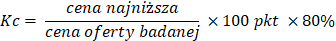 Kc = cena najniższa / cena oferty badanej × 100 pkt × 80%